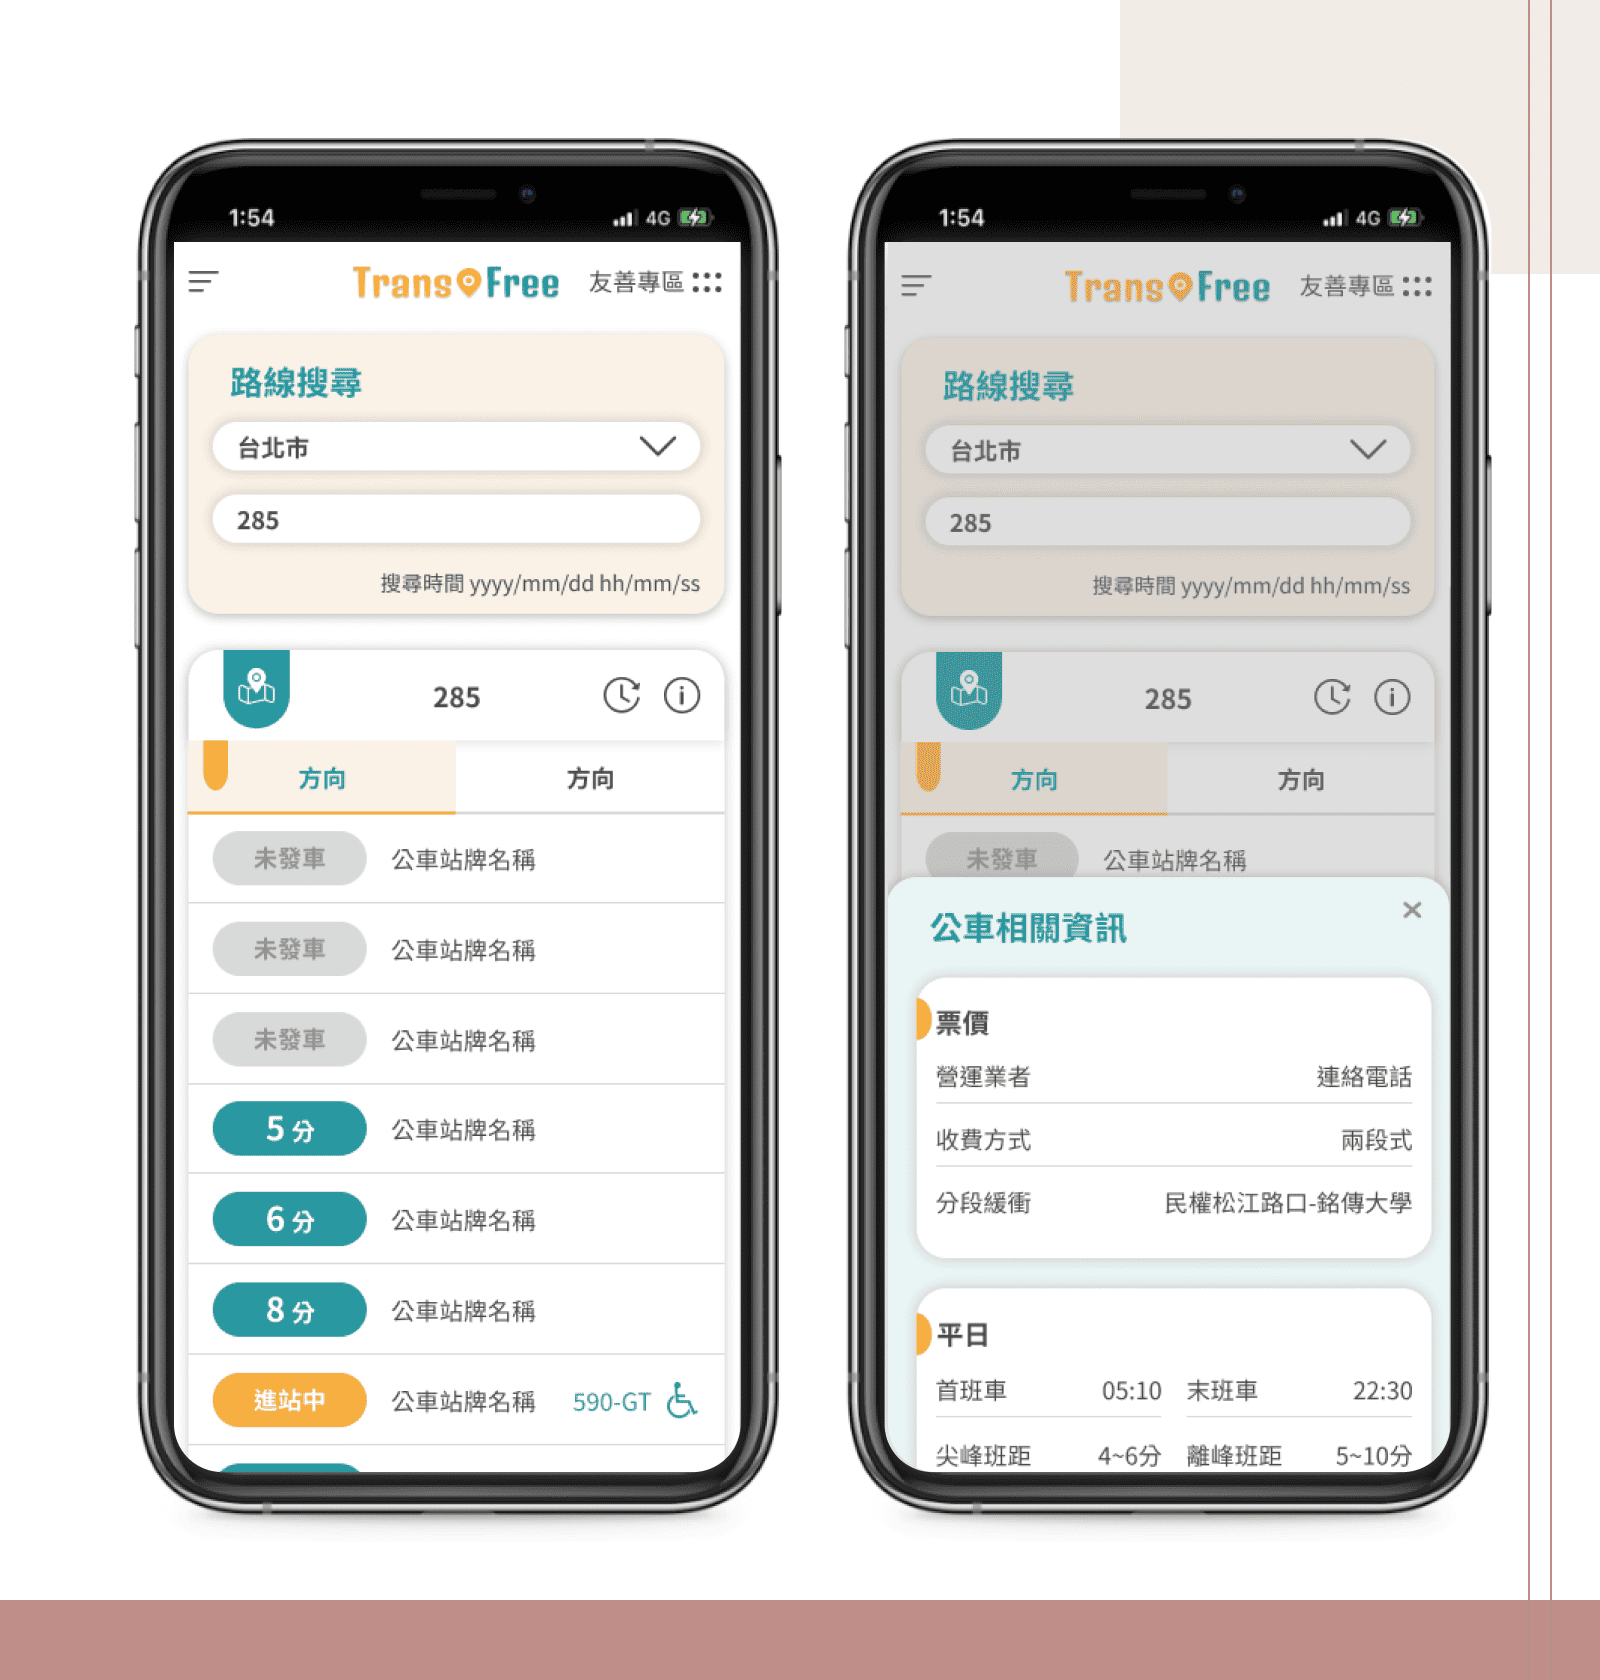 1:54
4G
Trans Free
友善專區
路線搜尋
台北市
285
搜尋時間 yyyy/mm/dd hh/mm/ss
285
方向
方向
未發車 公車站牌名稱
未發車 公車站牌名稱
未發車 公車站牌名稱
5 分 公車站牌名稱
6 分 公車站牌名稱
8 分 公車站牌名稱
進站中 公車站牌名稱 590-GT
1:54
4G
Trans Free
友善專區
路線搜尋
台北市
285
搜尋時間 yyyy/mm/dd hh/mm/ss
285
方向
方向
未發車 公車站牌名稱
公車相關資訊
票價
營運業者 連絡電話
收費方式 兩段式
分段緩衝 民權松江路口-銘傳大學
平日
首班車 05:10 末班車 22:30
尖峰班距 4~6分 離峰班距 5~10分